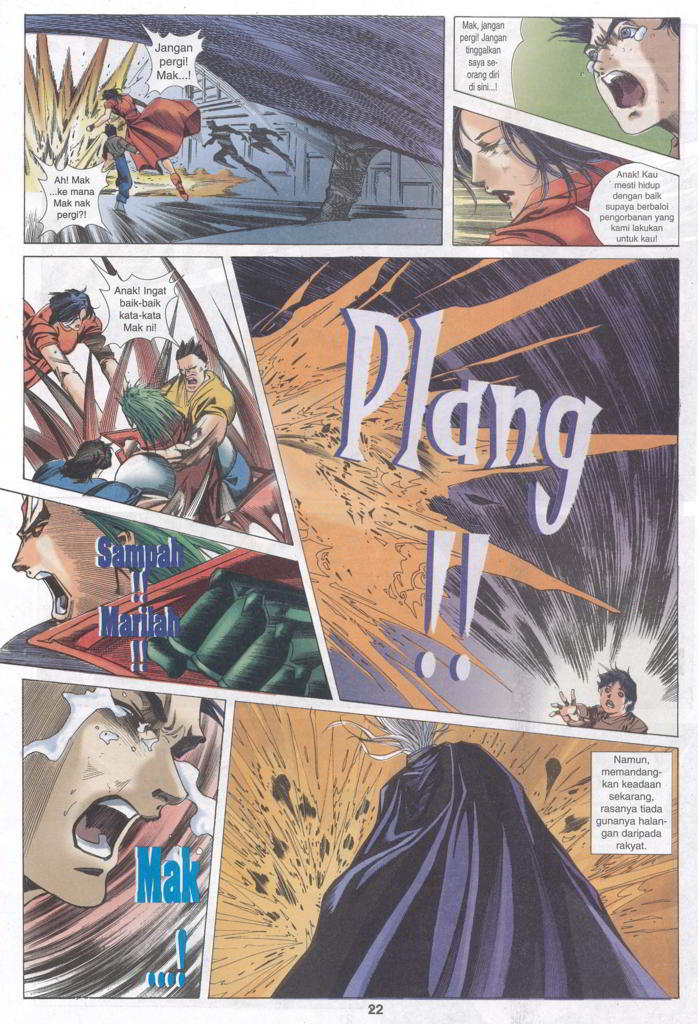 Jangan
pergi!
Mak...!
Ah! Mak
...ke mana
Mak nak
pergi?!
Mak, jangan
pergi! Jangan
tinggalkan
saya se-
orang diri
di sini...!
Anak! Kau
mesti hidup
dengan baik
supaya berbaloi
pengorbanan yang
kami lakukan
untuk kau!
Anak! Ingat
baik-baik
kata-kata
Mak ni!
Plang
!!
Sampah
!!
Marilah
!!
Mak
....!
Namun,
memandang-
kan keadaan
sekarang,
rasanya tiada
gunanya halan-
gan daripada
rakyat.
22